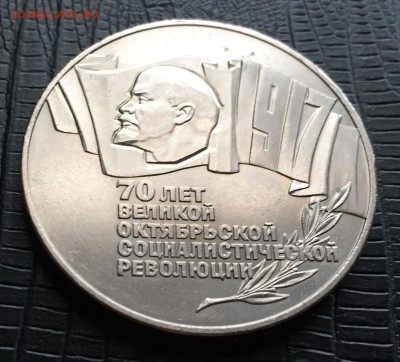 1917
70 ЛЕТ
ВЕЛИКОЙ
ОКТЯБРЬСКОЙ
СОЦИАЛИСТИЧЕСКОЙ
РЕВОЛЮЦИИ